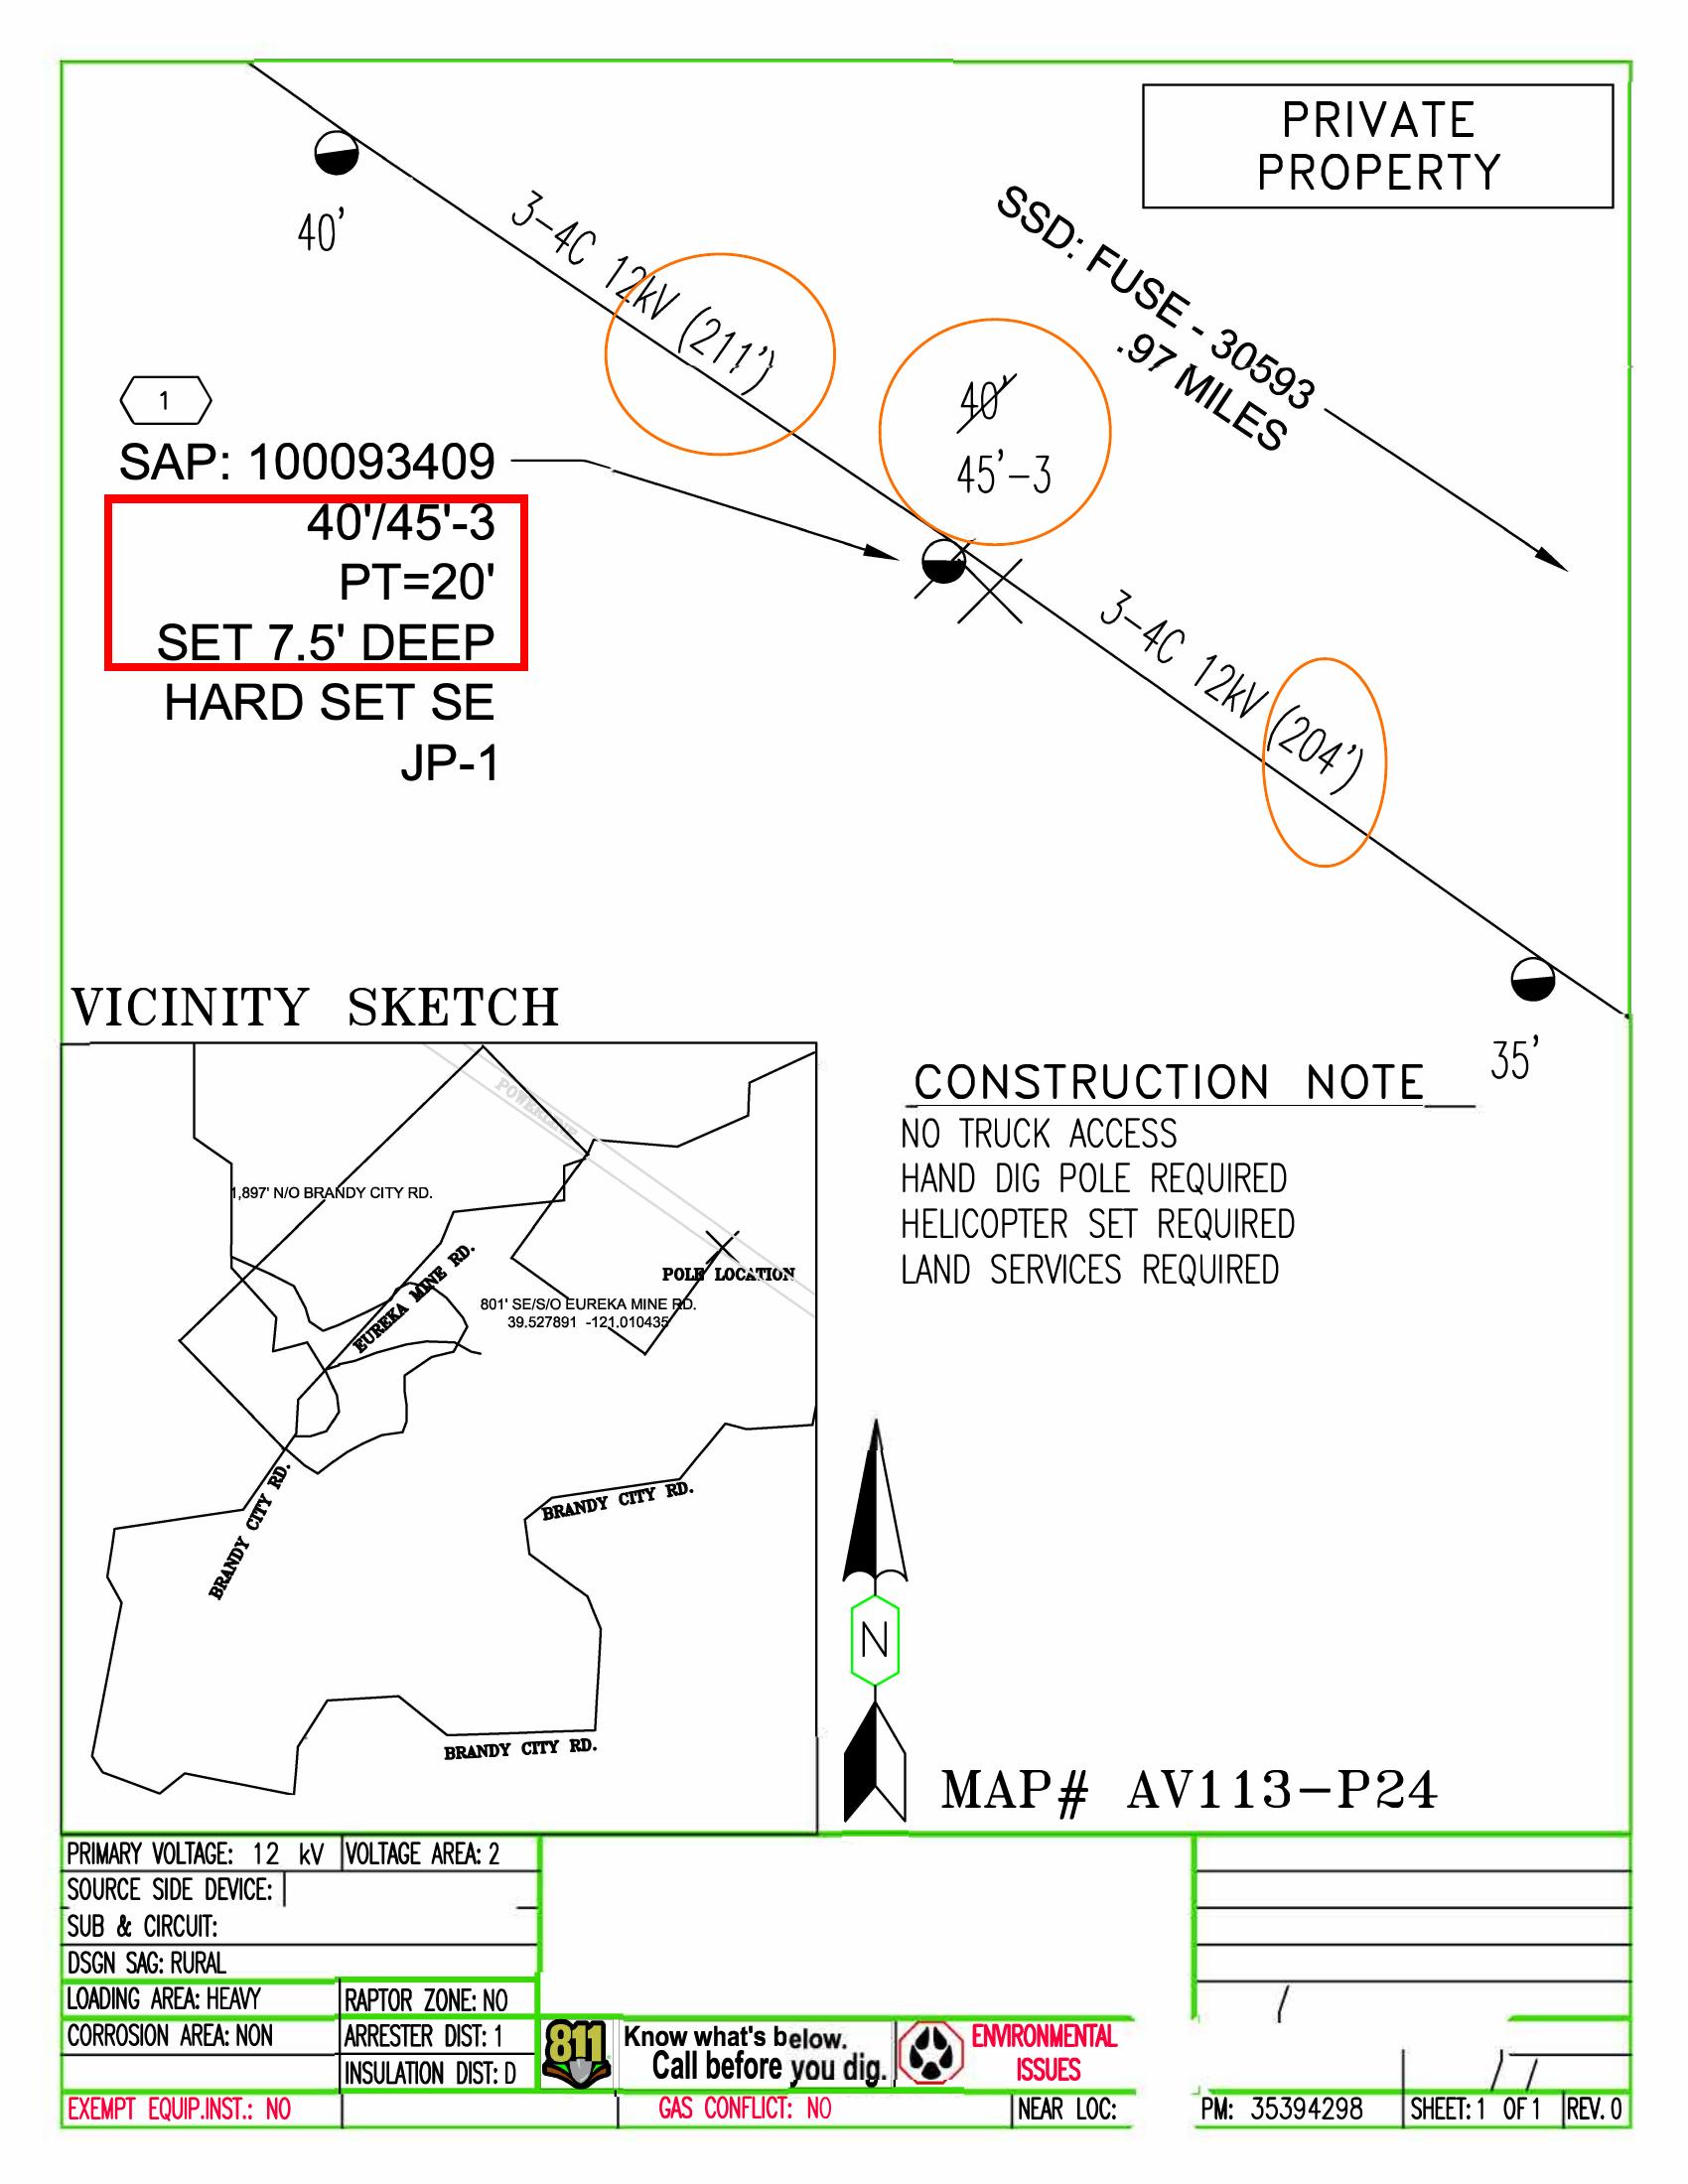 PRIVATE
PROPERTY
40'
3-4C 12kV (211')
SSD: FUSE - 30593
.97 MILES
40'
45'-3
1
SAP: 100093409
40'/45'-3
PT=20'
SET 7.5' DEEP
HARD SET SE
JP-1
3-4C 12kV (204')
35'
VICINITY SKETCH
POWERLINE
1,897' N/O BRANDY CITY RD.
EUREKA MINE RD.
POLE LOCATION
801' SE/S/O EUREKA MINE RD.
39.527891 -121.010435
BRANDY CITY RD.
BRANDY CITY RD.
BRANDY CITY RD.
CONSTRUCTION NOTE
NO TRUCK ACCESS
HAND DIG POLE REQUIRED
HELICOPTER SET REQUIRED
LAND SERVICES REQUIRED
N
MAP# AV113-P24
PRIMARY VOLTAGE: 12 kV VOLTAGE AREA: 2
SOURCE SIDE DEVICE:
SUB & CIRCUIT:
DSGN SAG: RURAL
LOADING AREA: HEAVY RAPTOR ZONE: NO
CORROSION AREA: NON ARRESTER DIST: 1
INSULATION DIST: D
811 Know what's below.
Call before you dig.
ENVIRONMENTAL
ISSUES
EXEMPT EQUIP.INST.: NO GAS CONFLICT: NO NEAR LOC: PM: 35394298 SHEET: 1 OF 1 REV. 0